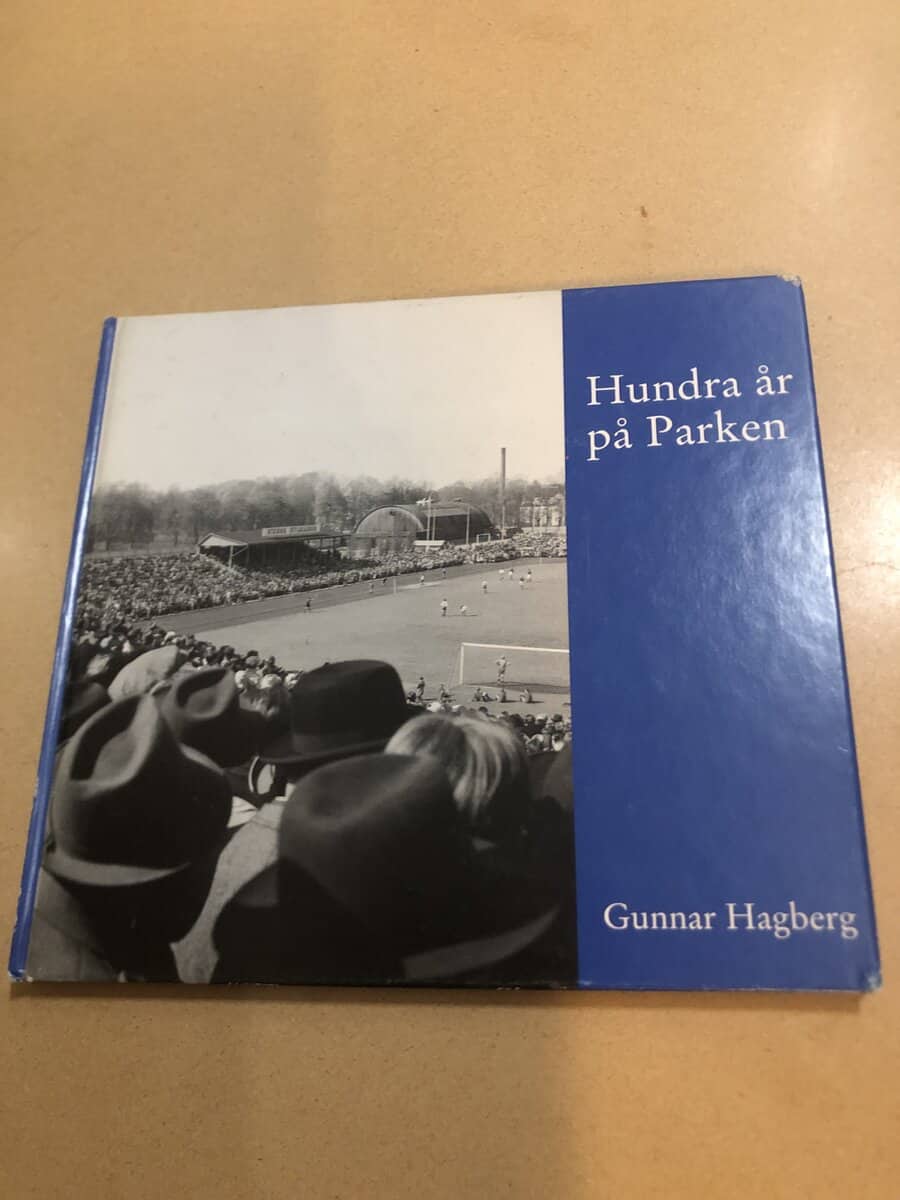 Hundra år
på Parken
Gunnar Hagberg